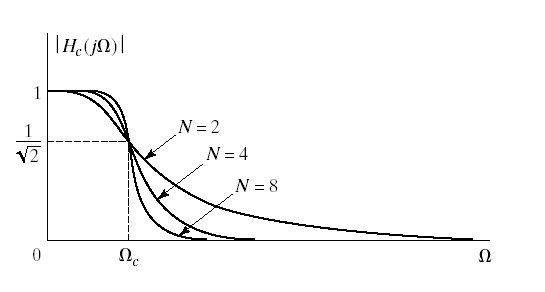 |H_c(jΩ)|
1
1/√2
N = 2
N = 4
N = 8
0
Ω_c
Ω